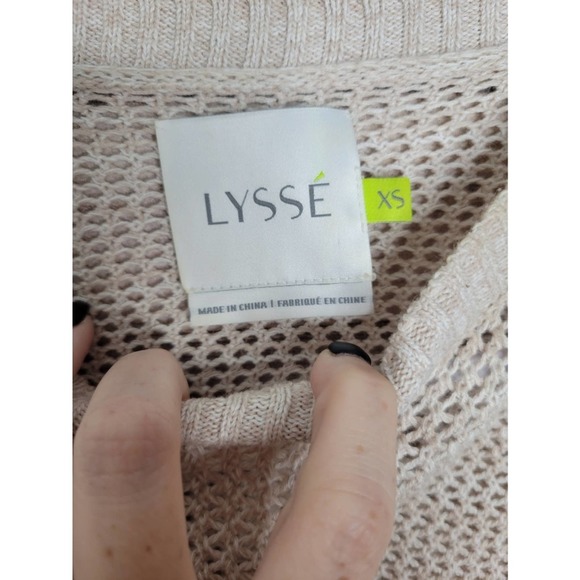 LYSSÉ
XS
MADE IN CHINA | FABRIQUÉ EN CHINE